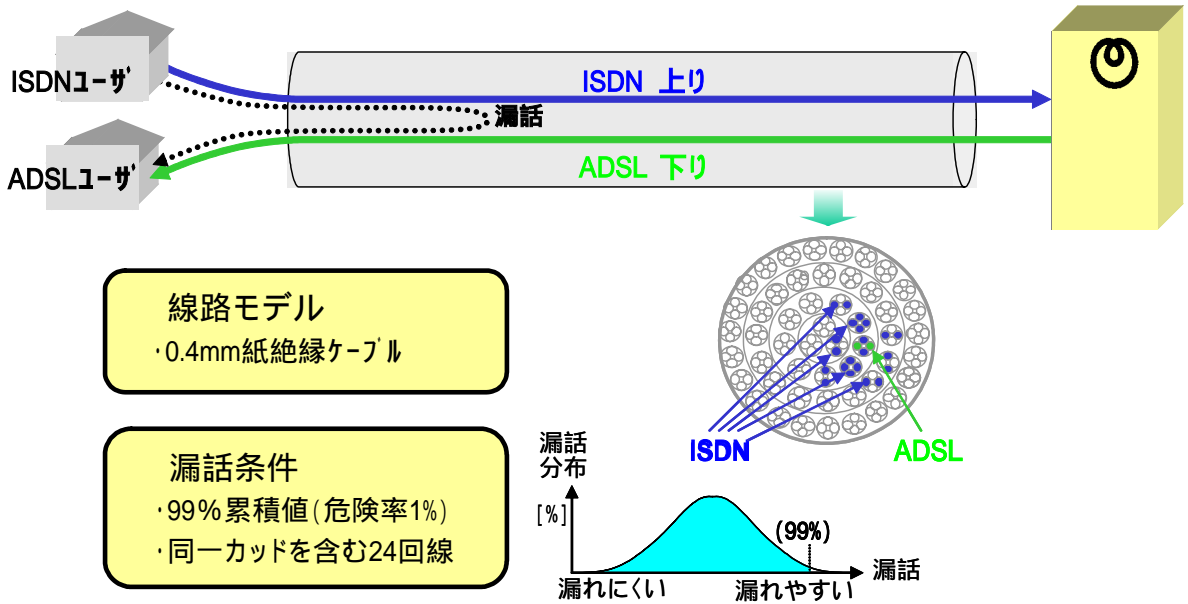 ISDNユーザ
ISDN 上り
漏話
ADSLユーザ
ADSL 下り
線路モデル
・0.4mm紙絶縁ケーブル
ISDN
ADSL
漏話条件
・99%累積値(危険率1%)
・同一カッドを含む24回線
漏話
分布
[%]
(99%)
漏話
漏れにくい
漏れやすい